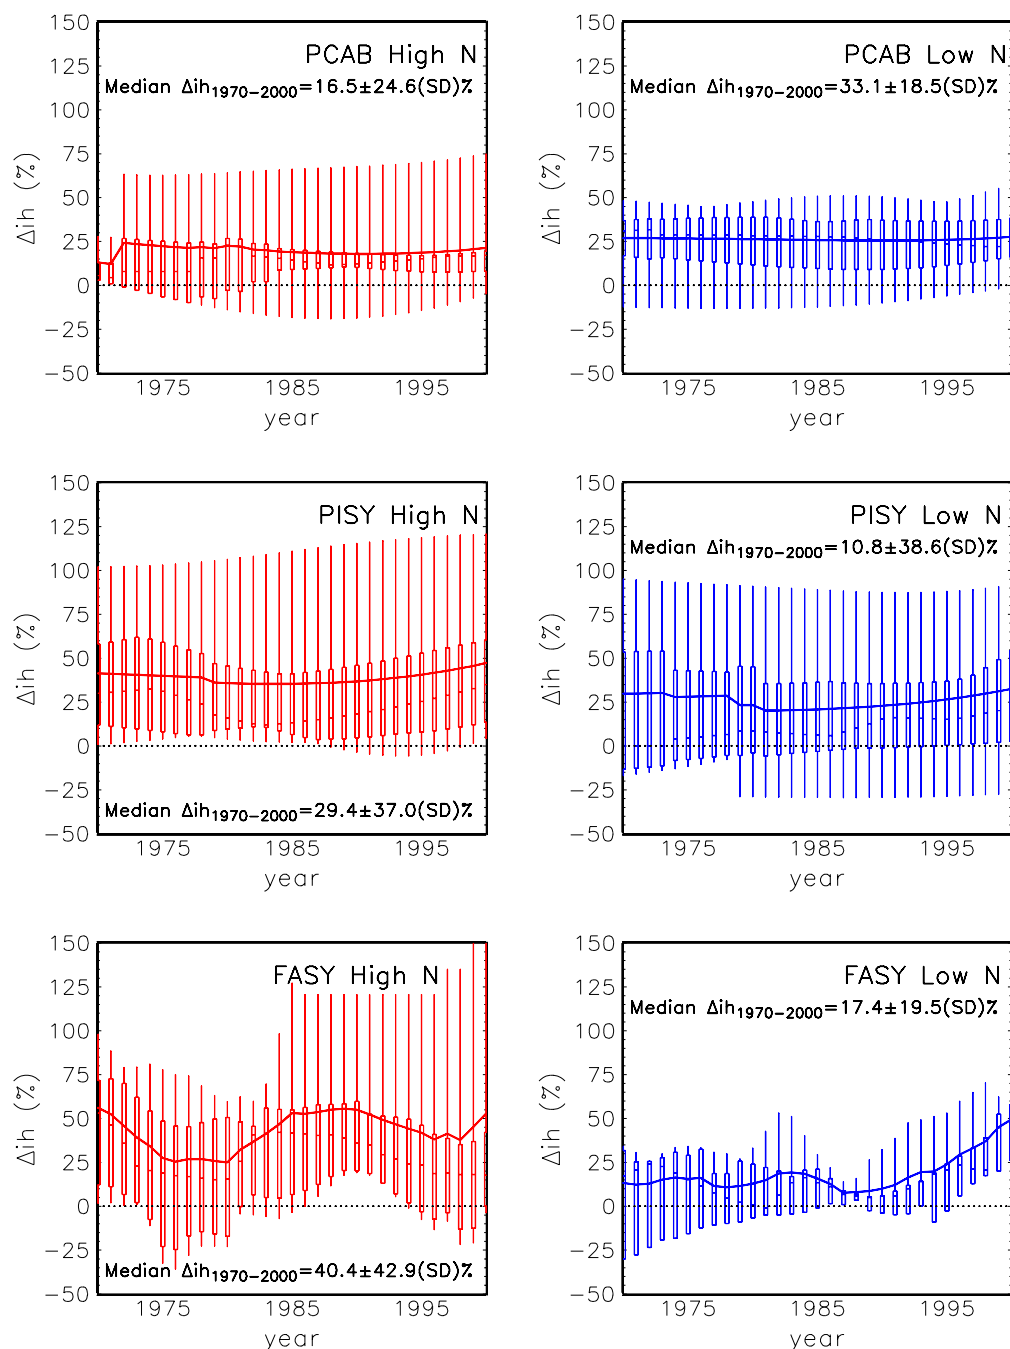 PCAB High N
Median Δih1970−2000=16.5±24.6(SD)%
150
125
100
75
50
25
0
−25
−50
Δih (%)
1975 1985 1995
year
PCAB Low N
Median Δih1970−2000=33.1±18.5(SD)%
150
125
100
75
50
25
0
−25
−50
Δih (%)
1975 1985 1995
year
PISY High N
150
125
100
75
50
25
0
−25
−50
Δih (%)
Median Δih1970−2000=29.4±37.0(SD)%
1975 1985 1995
year
PISY Low N
Median Δih1970−2000=10.8±38.6(SD)%
150
125
100
75
50
25
0
−25
−50
Δih (%)
1975 1985 1995
year
FASY High N
150
125
100
75
50
25
0
−25
−50
Δih (%)
Median Δih1970−2000=40.4±42.9(SD)%
1975 1985 1995
year
FASY Low N
Median Δih1970−2000=17.4±19.5(SD)%
150
125
100
75
50
25
0
−25
−50
Δih (%)
1975 1985 1995
year